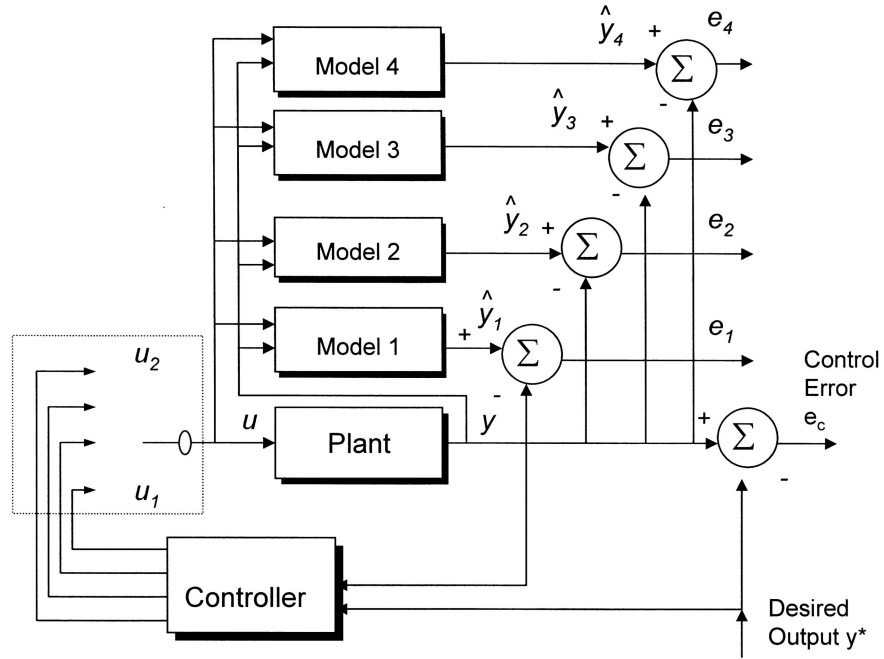 Model 4
+
ŷ4
e4
Σ
-
Model 3
+
ŷ3
e3
Σ
-
Model 2
ŷ2
+
e2
Σ
-
Model 1
+
ŷ1
e1
Σ
-
u2
u1
u
Plant
y
+
Σ
-
Control
Error
ec
Controller
Desired
Output y*